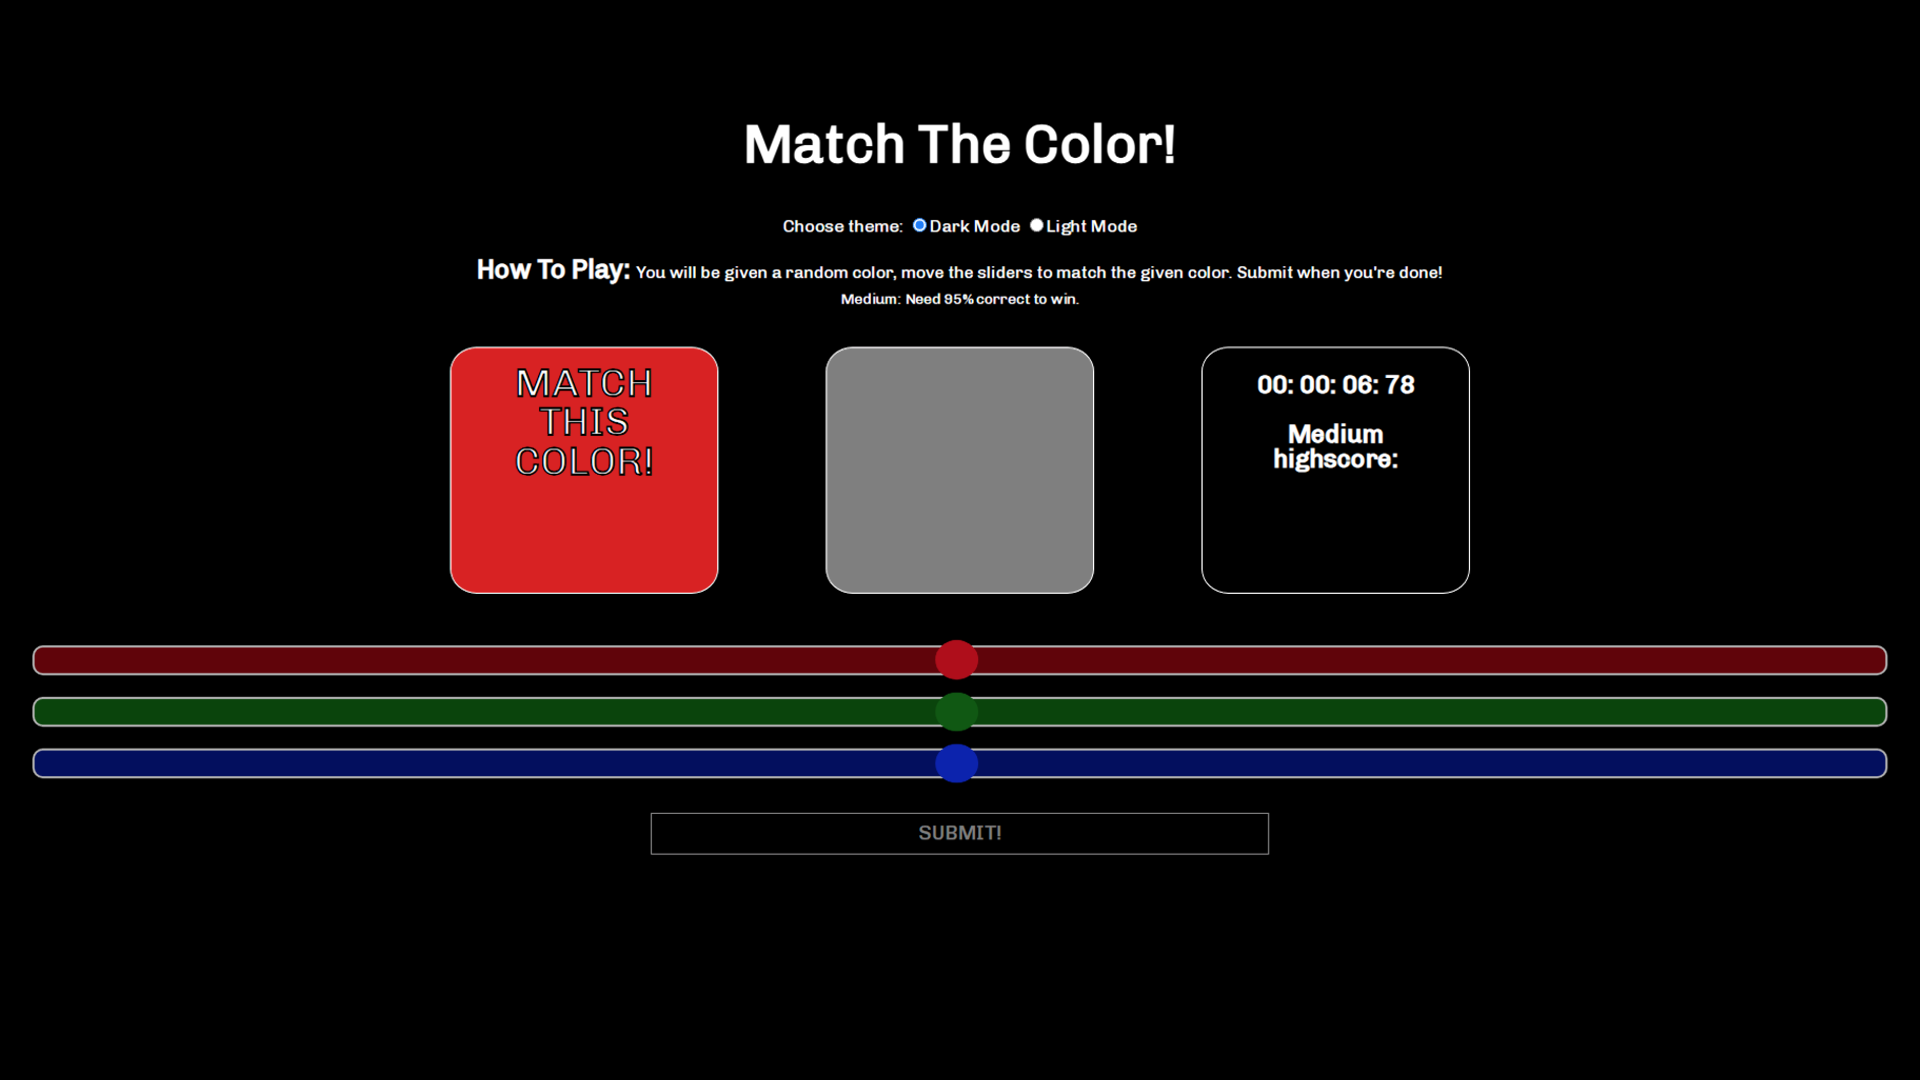 Match The Color!
Choose theme: Dark Mode Light Mode
How To Play: You will be given a random color, move the sliders to match the given color. Submit when you're done!
Medium: Need 95% correct to win.
MATCH
THIS
COLOR!
00: 00: 06: 78
Medium
highscore:
SUBMIT!